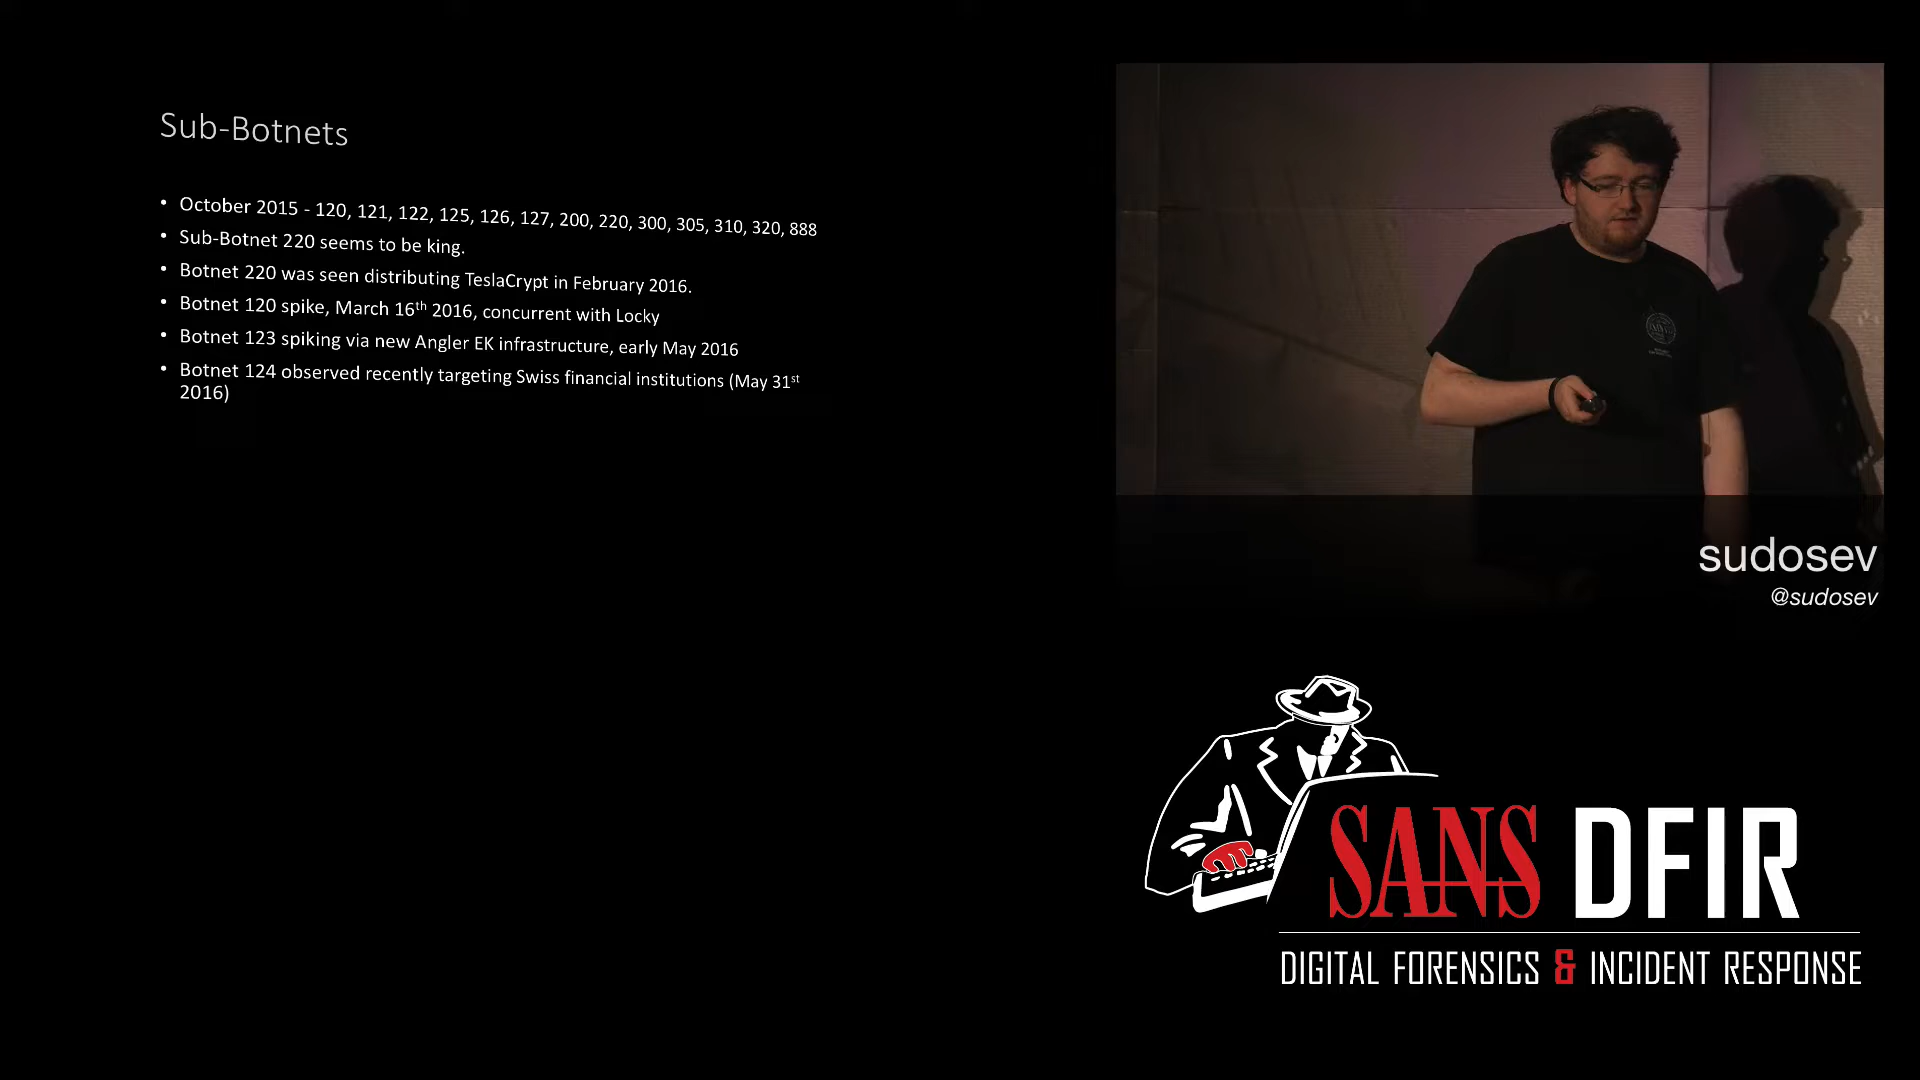 Sub-Botnets
• October 2015 - 120, 121, 122, 125, 126, 127, 200, 220, 300, 305, 310, 320, 888
• Sub-Botnet 220 seems to be king.
• Botnet 220 was seen distributing TeslaCrypt in February 2016.
• Botnet 120 spike, March 16th 2016, concurrent with Locky
• Botnet 123 spiking via new Angler EK infrastructure, early May 2016
• Botnet 124 observed recently targeting Swiss financial institutions (May 31st
2016)
sudosev
@sudosev
SANS DFIR
DIGITAL FORENSICS & INCIDENT RESPONSE